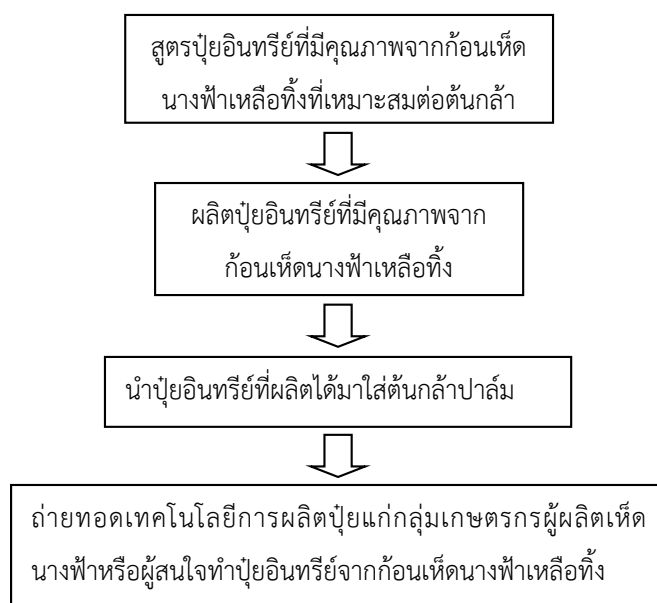 สูตรปุ๋ยอินทรีย์ที่มีคุณภาพจากก้อนเห็ด
นางฟ้าเหลือทิ้งที่เหมาะสมต่อต้นกล้า
ผลิตปุ๋ยอินทรีย์ที่มีคุณภาพจาก
ก้อนเห็ดนางฟ้าเหลือทิ้ง
นำปุ๋ยอินทรีย์ที่ผลิตได้มาใส่ต้นกล้าปาล์ม
ถ่ายทอดเทคโนโลยีการผลิตปุ๋ยแก่กลุ่มเกษตรกรผู้ผลิตเห็ด
นางฟ้าหรือผู้สนใจทำปุ๋ยอินทรีย์จากก้อนเห็ดนางฟ้าเหลือทิ้ง